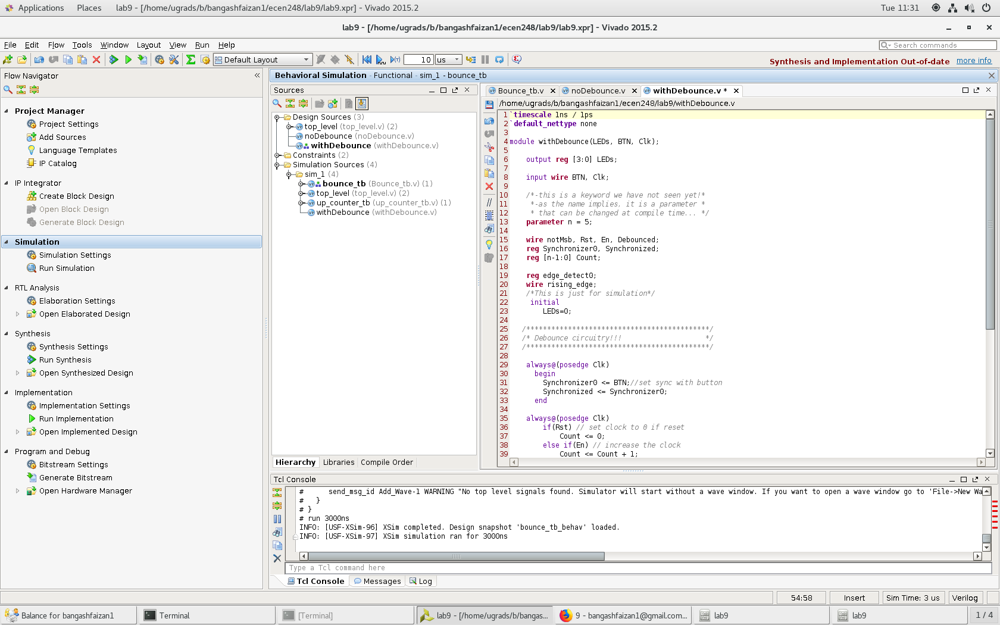 Applications Places lab9 - [/home/ugrads/b/bangashfaizan1/ecen248/lab9/lab9.xpr] - Vivado 2015.2 Tue 11:31
lab9 - [/home/ugrads/b/bangashfaizan1/ecen248/lab9/lab9.xpr] - Vivado 2015.2
File Edit Flow Tools Window Layout View Run Help Search commands
Default Layout 10 us Synthesis and Implementation Out-of-date more info
Flow Navigator
Project Manager
Project Settings
Add Sources
Language Templates
IP Catalog
IP Integrator
Create Block Design
Open Block Design
Generate Block Design
Simulation
Simulation Settings
Run Simulation
RTL Analysis
Elaboration Settings
Open Elaborated Design
Synthesis
Synthesis Settings
Run Synthesis
Open Synthesized Design
Implementation
Implementation Settings
Run Implementation
Open Implemented Design
Program and Debug
Bitstream Settings
Generate Bitstream
Open Hardware Manager
Behavioral Simulation - Functional - sim_1 - bounce_tb
Sources
Design Sources (3)
top_level (top_level.v) (2)
noDebounce (noDebounce.v)
withDebounce (withDebounce.v)
Constraints (2)
Simulation Sources (4)
sim_1 (4)
bounce_tb (Bounce_tb.v) (1)
top_level (top_level.v) (2)
up_counter_tb (up_counter_tb.v) (1)
withDebounce (withDebounce.v)
Hierarchy Libraries Compile Order
Bounce_tb.v noDebounce.v withDebounce.v *
/home/ugrads/b/bangashfaizan1/ecen248/lab9/withDebounce.v
1 `timescale 1ns / 1ps
2 `default_nettype none
3
4 module withDebounce(LEDs, BTN, Clk);
5
6 output reg [3:0] LEDs;
7
8 input wire BTN, Clk;
9
10 /*-this is a keyword we have not seen yet!*
11 *-as the name implies, it is a parameter *
12 * that can be changed at compile time... */
13 parameter n = 5;
14
15 wire notMsb, Rst, En, Debounced;
16 reg Synchronizer0, Synchronized;
17 reg [n-1:0] Count;
18
19 reg edge_detect0;
20 wire rising_edge;
21 /*This is just for simulation*/
22 initial
23 LEDs=0;
24
25 /********************************************/
26 /* Debounce circuitry!!! */
27 /********************************************/
28
29 always@(posedge Clk)
30 begin
31 Synchronizer0 <= BTN;//set sync with button
32 Synchronized <= Synchronizer0;
33 end
34
35 always@(posedge Clk)
36 if(Rst) // set clock to 0 if reset
37 Count <= 0;
38 else if(En) // increase the clock
39 Count <= Count + 1;
Tcl Console
# send_msg_id Add_Wave-1 WARNING "No top level signals found. Simulator will start without a wave window. If you want to open a wave window go to 'File->New Wa
# }
# }
# run 3000ns
INFO: [USF-XSim-96] XSim completed. Design snapshot 'bounce_tb_behav' loaded.
INFO: [USF-XSim-97] XSim simulation ran for 3000ns
Type a Tcl command here
Tcl Console Messages Log
54:58 Insert Sim Time: 3 us Verilog
Balance for bangashfaizan1 Terminal [Terminal] lab9 - [/home/ugrads/b/bangas... 9 - bangashfaizan1@gmail.com... lab9 lab9 1 / 4